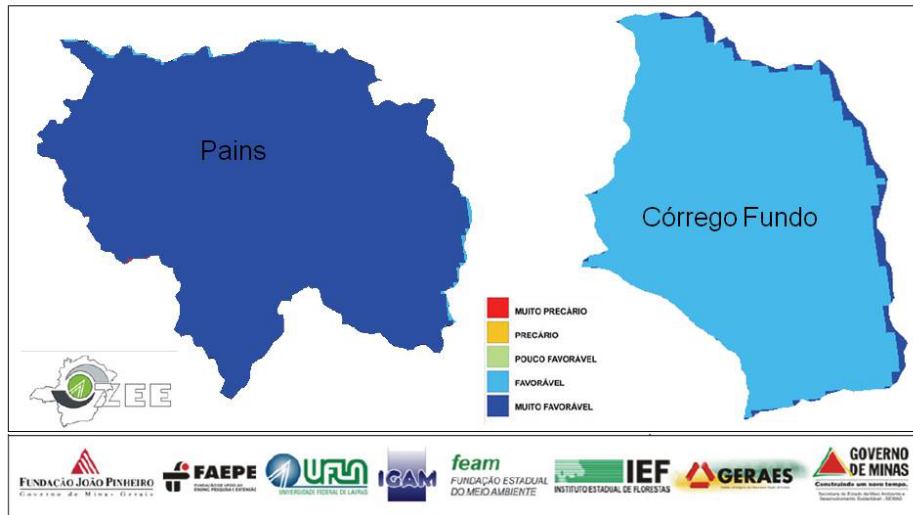 Pains
Córrego Fundo
MUITO PRECÁRIO
PRECÁRIO
POUCO FAVORÁVEL
FAVORÁVEL
MUITO FAVORÁVEL
ZEE
FUNDAÇÃO JOÃO PINHEIRO
Governo de Minas Gerais
FAEPE
UFLA
UNIVERSIDADE FEDERAL DE LAVRAS
IGAM
feam
FUNDAÇÃO ESTADUAL
DO MEIO AMBIENTE
IEF
INSTITUTO ESTADUAL DE FLORESTAS
GERAES
GOVERNO
DE MINAS
Construindo um novo tempo.